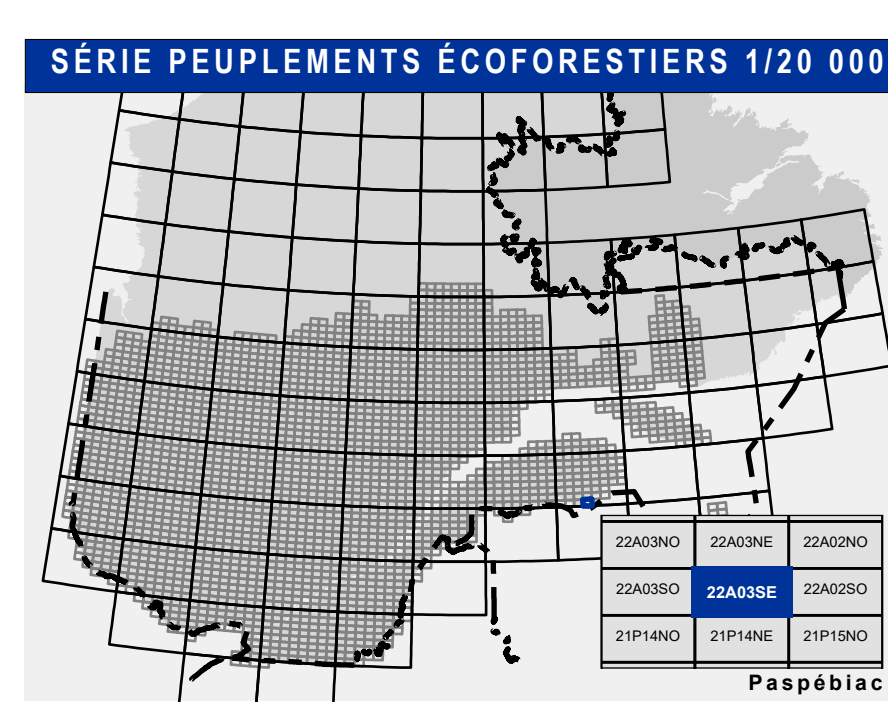 SÉRIE PEUPLEMENTS ÉCOFORESTIERS 1/20 000
22A03NO 22A03NE 22A02NO
22A03SO 22A03SE 22A02SO
21P14NO 21P14NE 21P15NO
Paspébiac